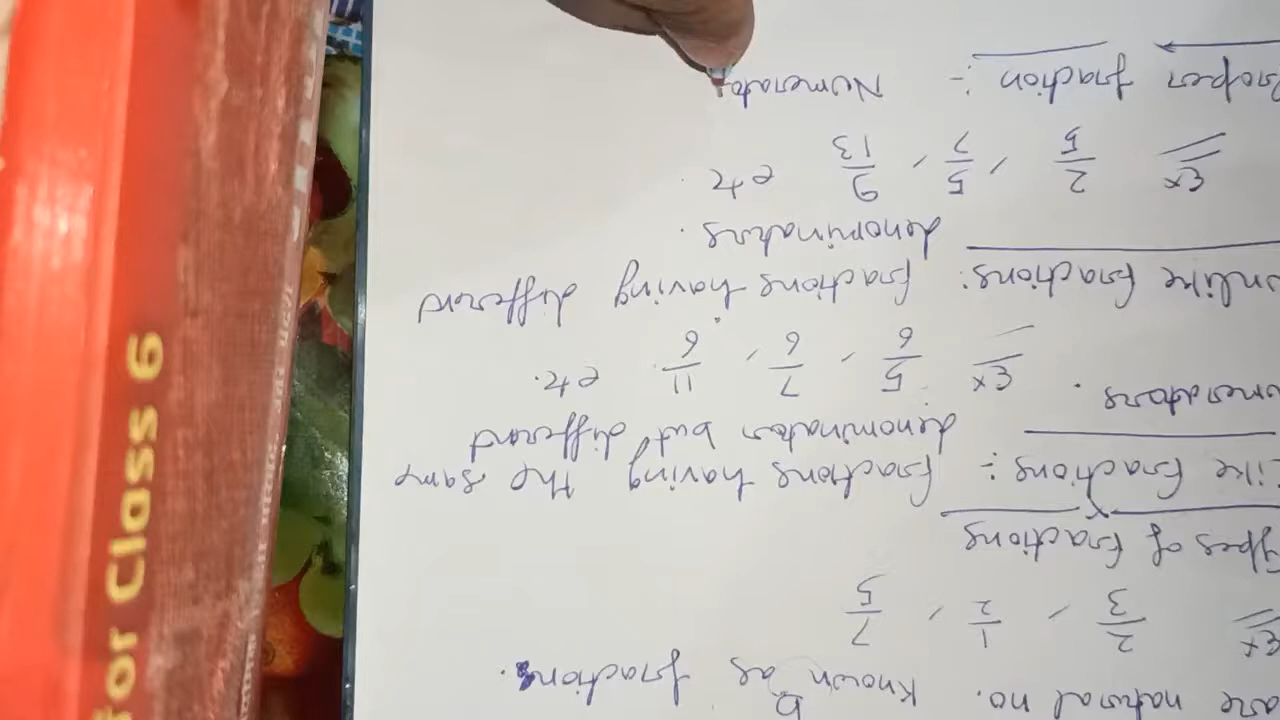 are natural no. Known as fraction.
Ex 2/3, 1/2, 7/5
Types of fractions
Like fractions :- fractions having the same
denominator but different
numerators. Ex 5/6, 7/6, 11/6 etc.
Unlike fractions: fractions having different
denominators.
Ex 2/5, 5/7, 9/13 etc.
Proper fraction :- Numerato
For Class 6